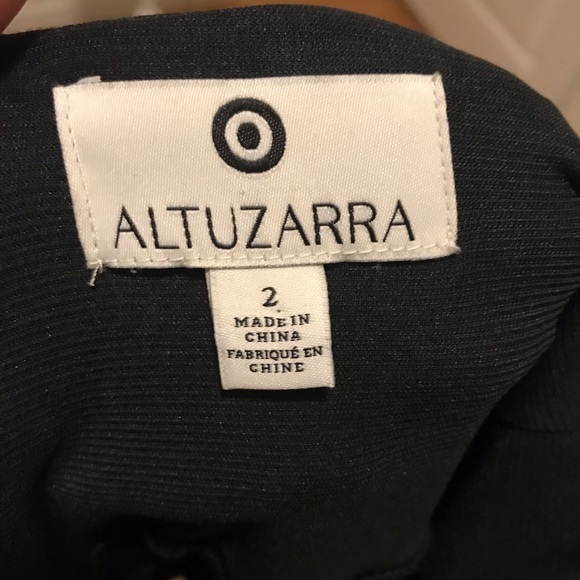 ALTUZARRA
2
MADE IN
CHINA
FABRIQUÉ EN
CHINE